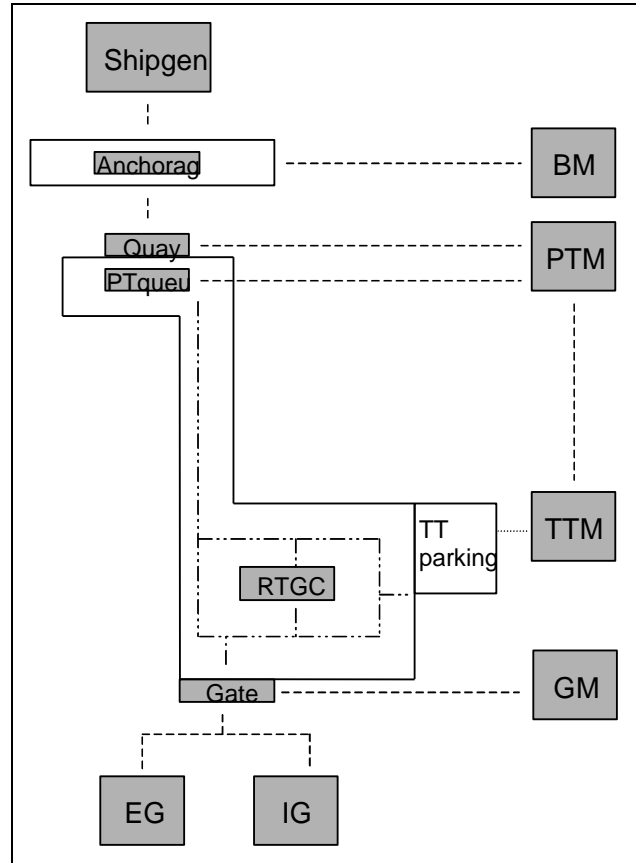 Shipgen
Anchorag
BM
Quay
PTM
PTqueu
TT
parking
TTM
RTGC
Gate
GM
EG
IG